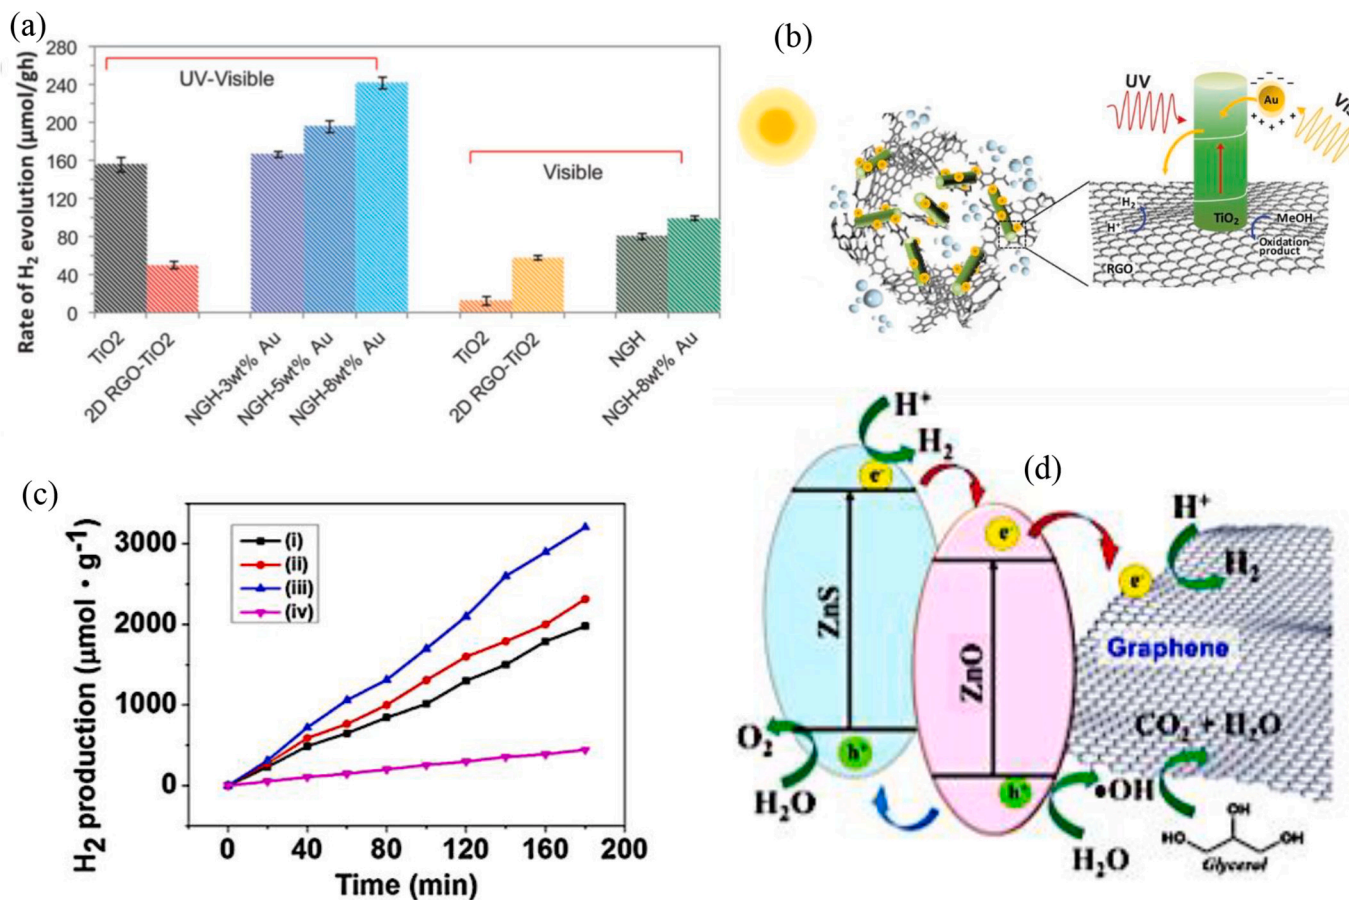 (a)
Rate of H₂ evolution (μmol/gh)
280
240
200
160
120
80
40
0
UV-Visible
Visible
TiO2
2D RGO-TiO2
NGH-3wt% Au
NGH-5wt% Au
NGH-8wt% Au
TiO2
2D RGO-TiO2
NGH
NGH-8wt% Au
(b)
UV
Au
Vis
H₂
H⁺
TiO₂
MeOH
Oxidation
product
RGO
(c)
H₂ production (μmol · g⁻¹)
3000
2000
1000
0
(i)
(ii)
(iii)
(iv)
0 40 80 120 160 200
Time (min)
(d)
H⁺
H₂
e⁻
e⁻
e⁻
H⁺
H₂
ZnS
ZnO
Graphene
O₂
H₂O
h⁺
h⁺
•OH
H₂O
CO₂ + H₂O
OH
HO
OH
Glycerol